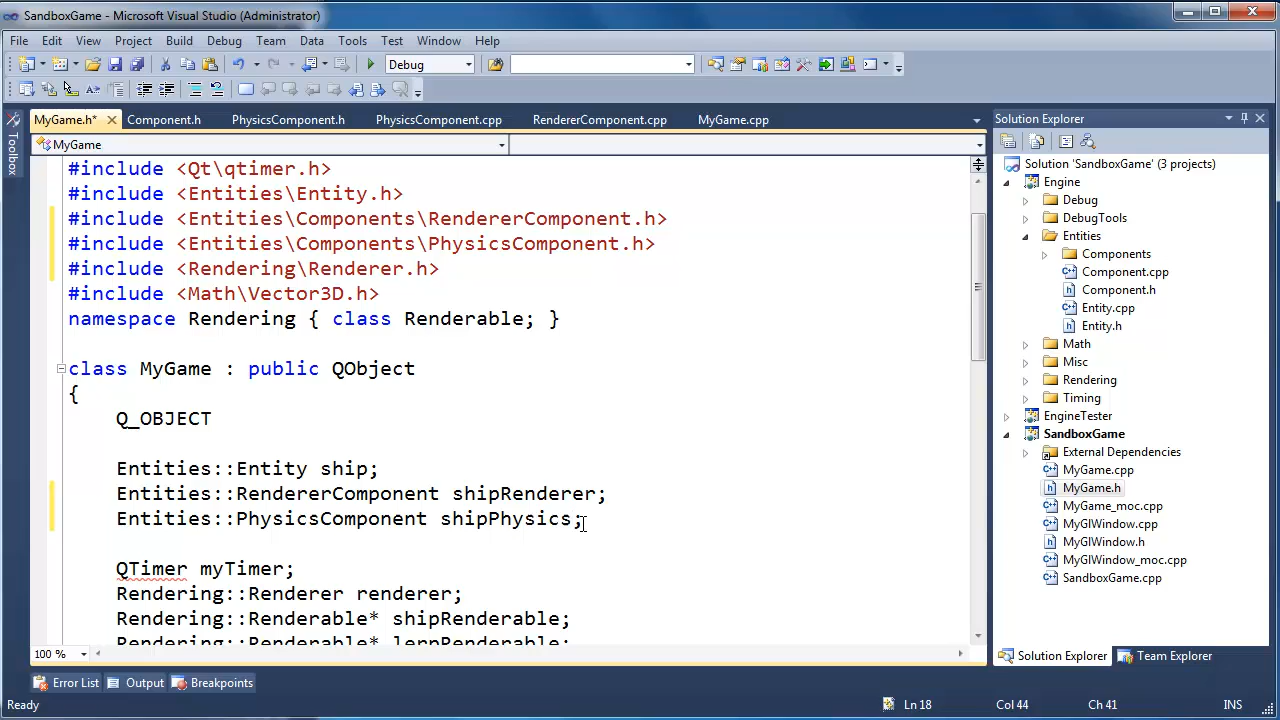 SandboxGame - Microsoft Visual Studio (Administrator)
File Edit View Project Build Debug Team Data Tools Test Window Help
Debug
MyGame.h* Component.h PhysicsComponent.h PhysicsComponent.cpp RendererComponent.cpp MyGame.cpp
MyGame
#include <Qt\qtimer.h>
#include <Entities\Entity.h>
#include <Entities\Components\RendererComponent.h>
#include <Entities\Components\PhysicsComponent.h>
#include <Rendering\Renderer.h>
#include <Math\Vector3D.h>
namespace Rendering { class Renderable; }
class MyGame : public QObject
{
Q_OBJECT
Entities::Entity ship;
Entities::RendererComponent shipRenderer;
Entities::PhysicsComponent shipPhysics;
QTimer myTimer;
Rendering::Renderer renderer;
Rendering::Renderable* shipRenderable;
Rendering::Renderable* lerpRenderable;
100 %
Toolbox
Solution Explorer
Solution 'SandboxGame' (3 projects)
Engine
Debug
DebugTools
Entities
Components
Component.cpp
Component.h
Entity.cpp
Entity.h
Math
Misc
Rendering
Timing
EngineTester
SandboxGame
External Dependencies
MyGame.cpp
MyGame.h
MyGame_moc.cpp
MyGlWindow.cpp
MyGlWindow.h
MyGlWindow_moc.cpp
SandboxGame.cpp
Solution Explorer Team Explorer
Error List Output Breakpoints
Ready Ln 18 Col 44 Ch 41 INS